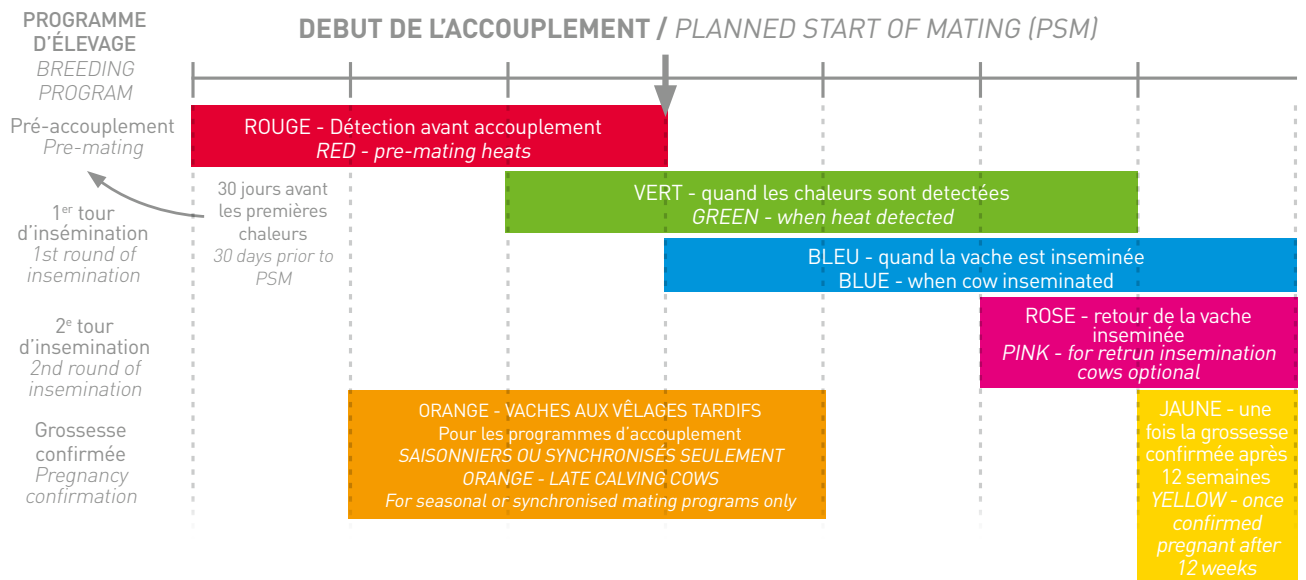 PROGRAMME
D'ÉLEVAGE
BREEDING
PROGRAM
DEBUT DE L'ACCOUPLEMENT / PLANNED START OF MATING (PSM)
Pré-accouplement
Pre-mating
ROUGE - Détection avant accouplement
RED - pre-mating heats
30 jours avant
les premières
chaleurs
30 days prior to
PSM
1er tour
d'insémination
1st round of
insemination
VERT - quand les chaleurs sont detectées
GREEN - when heat detected
BLEU - quand la vache est inseminée
BLUE - when cow inseminated
2e tour
d'insemination
2nd round of
insemination
ROSE - retour de la vache
inseminée
PINK - for retrun insemination
cows optional
Grossesse
confirmée
Pregnancy
confirmation
ORANGE - VACHES AUX VÊLAGES TARDIFS
Pour les programmes d'accouplement
SAISONNIERS OU SYNCHRONISÉS SEULEMENT
ORANGE - LATE CALVING COWS
For seasonal or synchronised mating programs only
JAUNE - une
fois la grossesse
confirmée après
12 semaines
YELLOW - once
confirmed
pregnant after
12 weeks